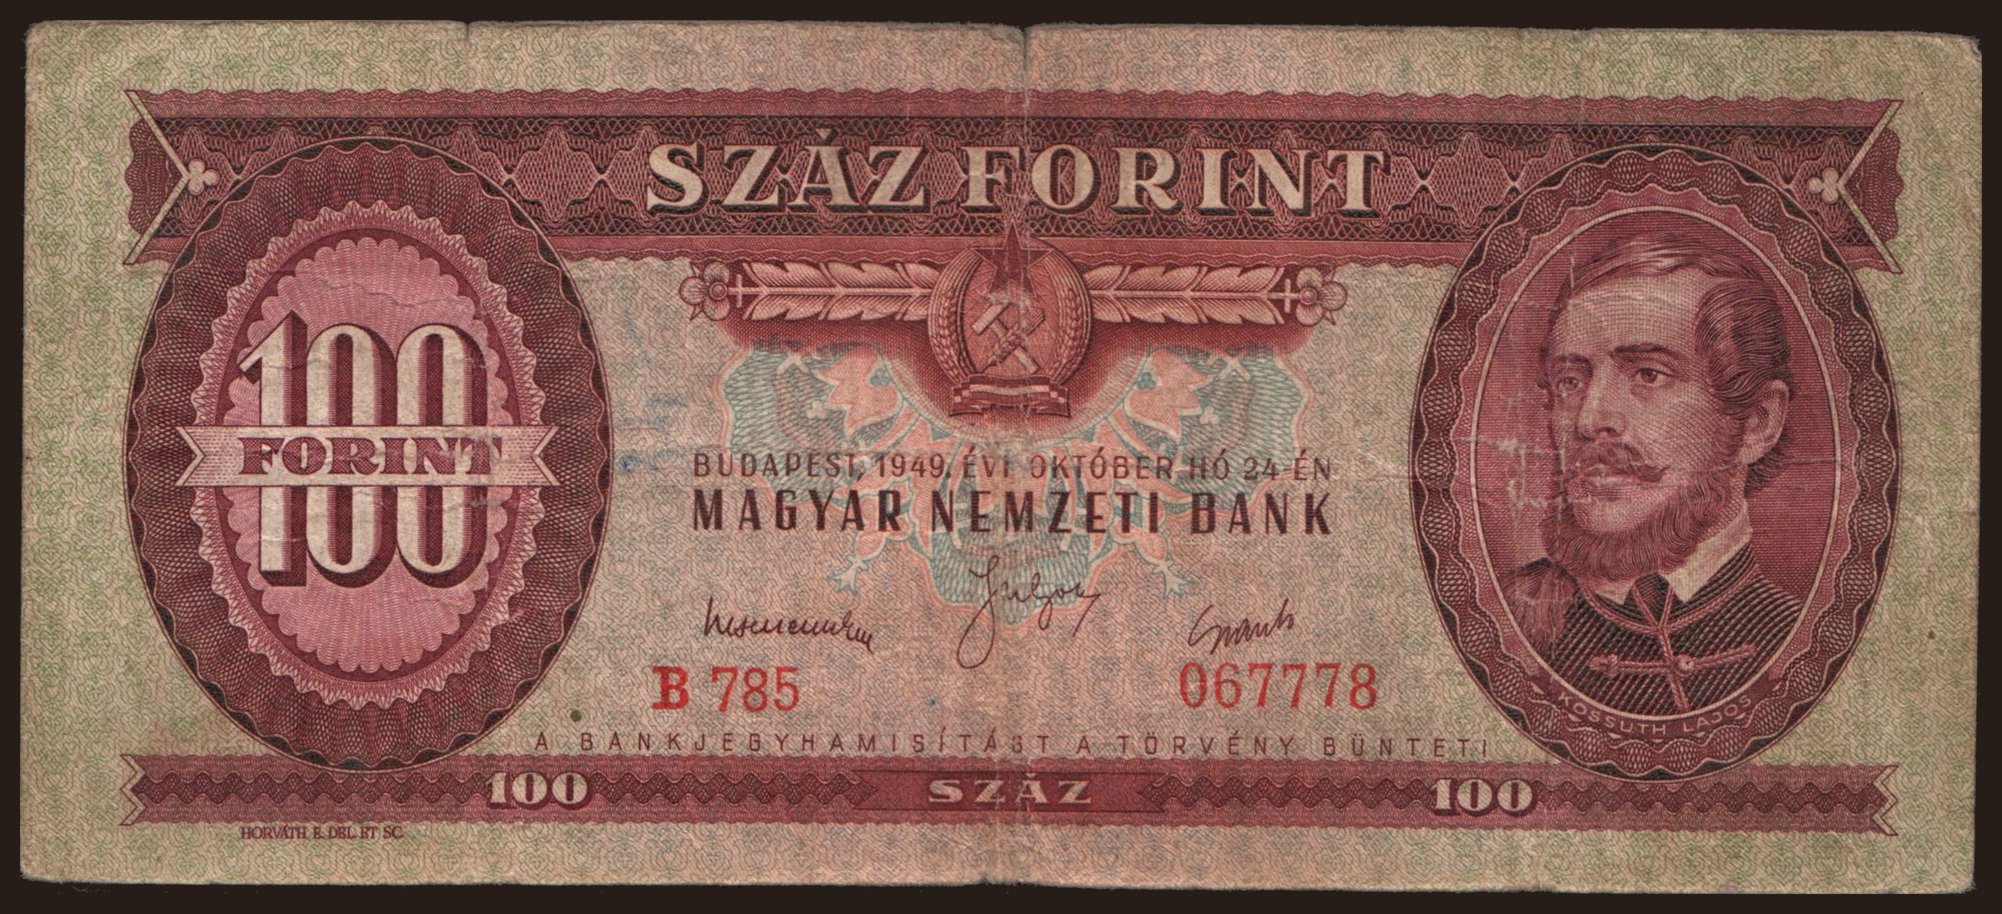 SZÁZ FORINT
100
FORINT
BUDAPEST, 1949. ÉVI OKTÓBER HÓ 24-ÉN
MAGYAR NEMZETI BANK
B 785
067778
KOSSUTH LAJOS
A BANKJEGYHAMISÍTÁST A TÖRVÉNY BÜNTETI
100
SZÁZ
100
HORVÁTH E. DEL. ET SC.